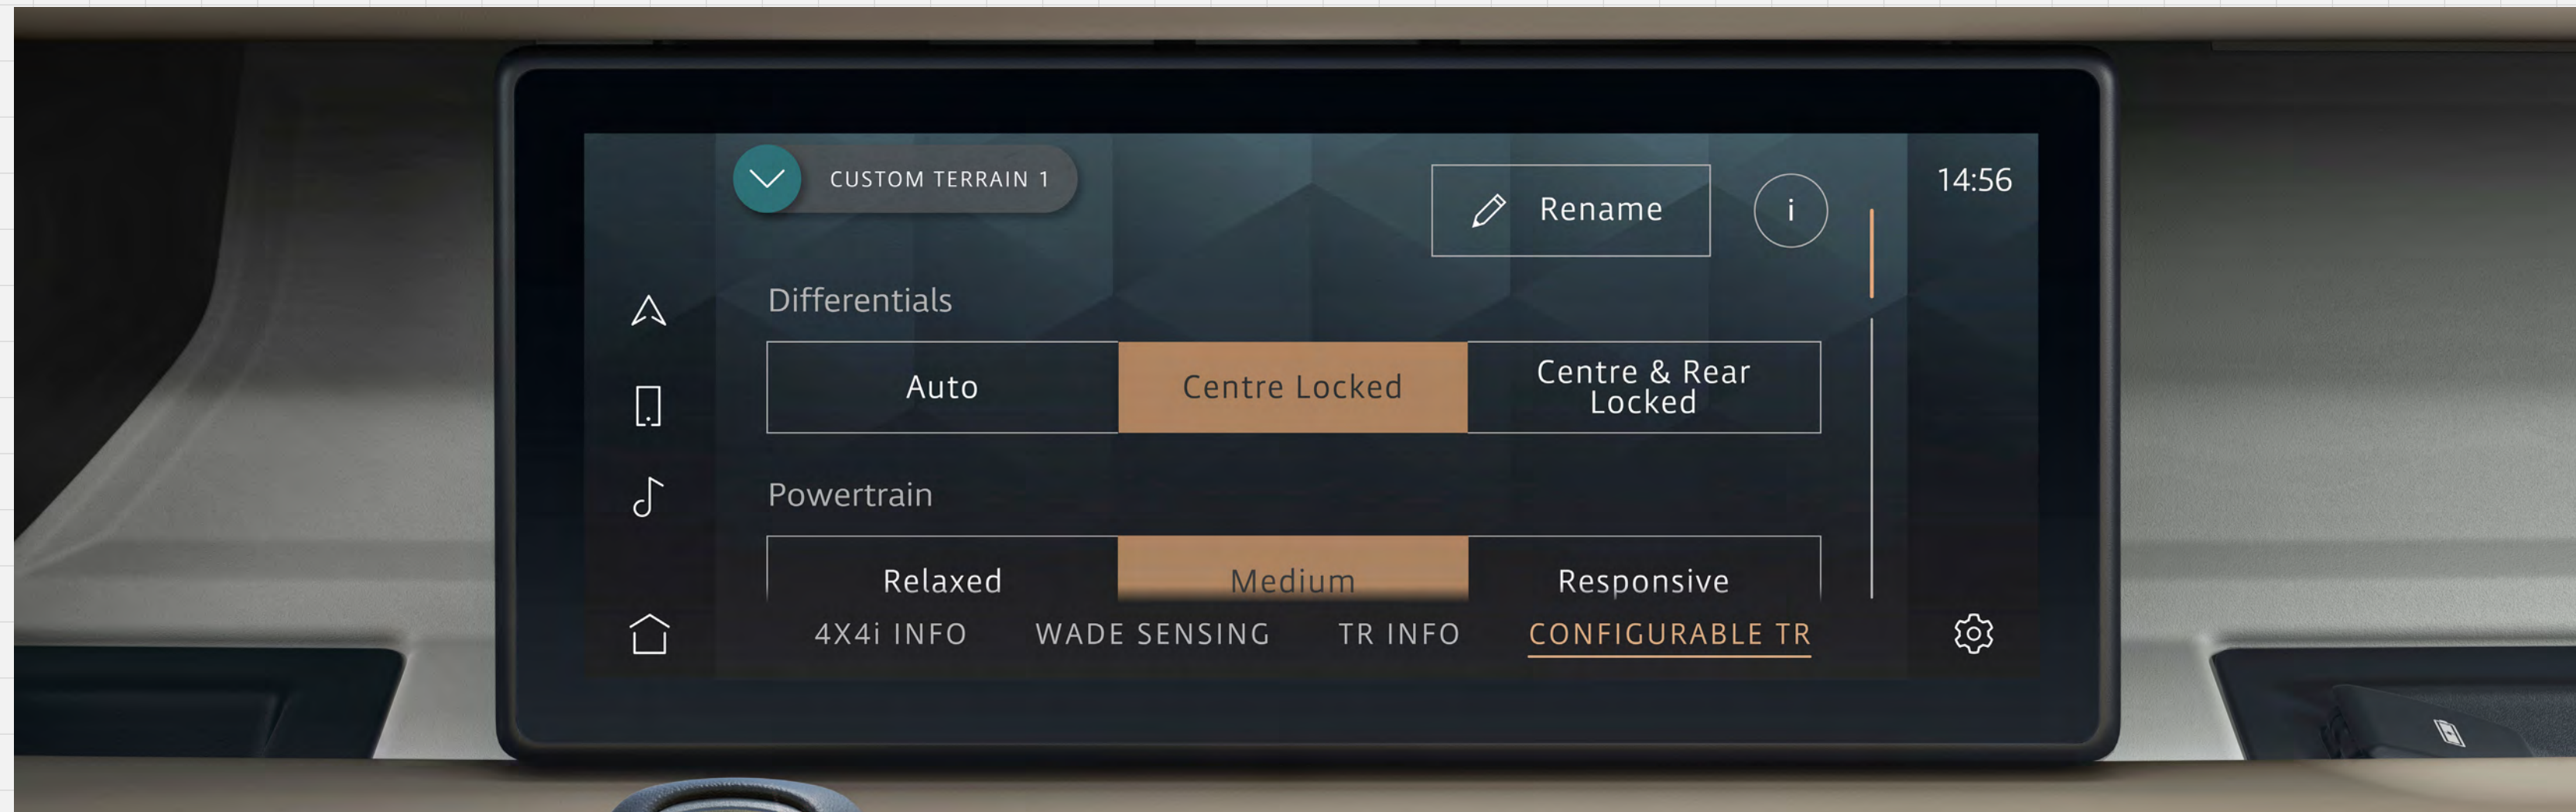 CUSTOM TERRAIN 1
Rename
i
14:56
Differentials
Auto
Centre Locked
Centre & Rear
Locked
Powertrain
Relaxed
Medium
Responsive
4X4i INFO
WADE SENSING
TR INFO
CONFIGURABLE TR